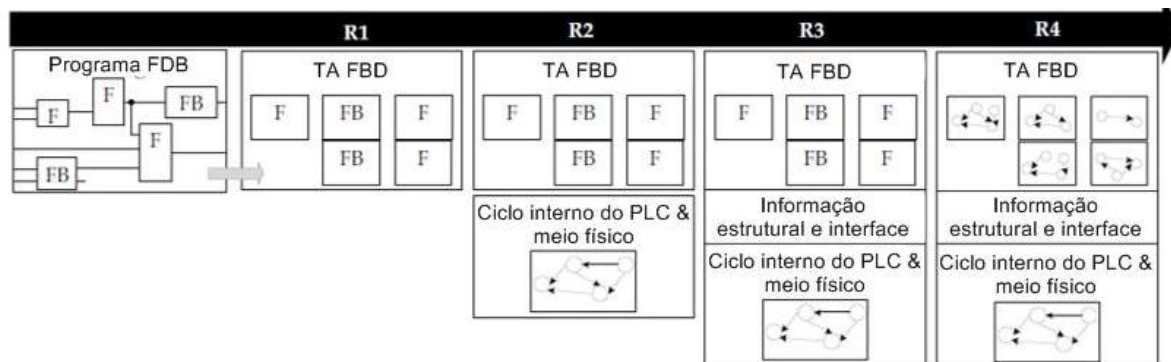 R1 R2 R3 R4
Programa FDB
F
F
FB
F
FB
TA FBD
F FB F
FB F
TA FBD
F FB F
FB F
Ciclo interno do PLC &
meio físico
TA FBD
F FB F
FB F
Informação
estrutural e interface
Ciclo interno do PLC &
meio físico
TA FBD
Informação
estrutural e interface
Ciclo interno do PLC &
meio físico